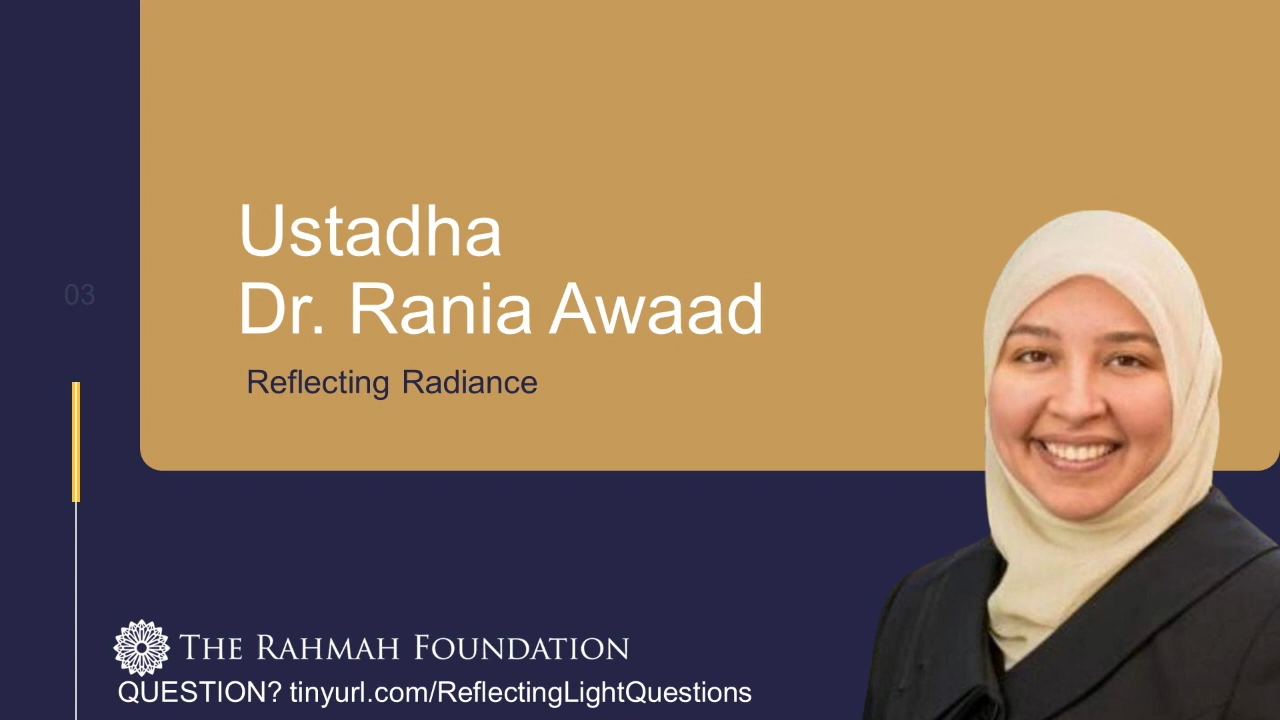 Ustadha
Dr. Rania Awaad
03
Reflecting Radiance
THE RAHMAH FOUNDATION
QUESTION? tinyurl.com/ReflectingLightQuestions